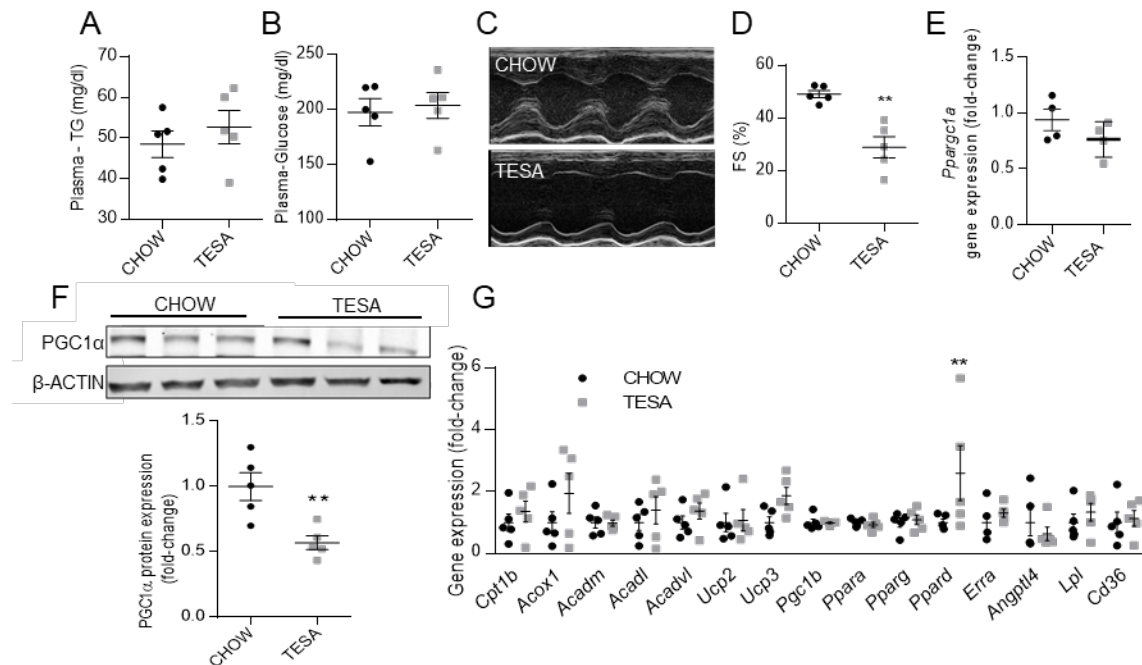 A
Plasma - TG (mg/dl)
70
60
50
40
30
CHOW
TESA
B
Plasma-Glucose (mg/dl)
250
200
150
100
CHOW
TESA
C
CHOW
TESA
D
FS (%)
60
40
20
0
**
CHOW
TESA
E
Ppargc1a
gene expression (fold-change)
1.5
1.0
0.5
0.0
CHOW
TESA
F
CHOW
TESA
PGC1α
β-ACTIN
PGC1α protein expression
(fold-change)
1.5
1.0
0.5
0.0
**
CHOW
TESA
G
Gene expression (fold-change)
6
4
2
0
CHOW
TESA
**
Cpt1b
Acox1
Acadm
Acadl
Acadvl
Ucp2
Ucp3
Pgc1b
Ppara
Pparg
Ppard
Erra
Angptl4
Lpl
Cd36